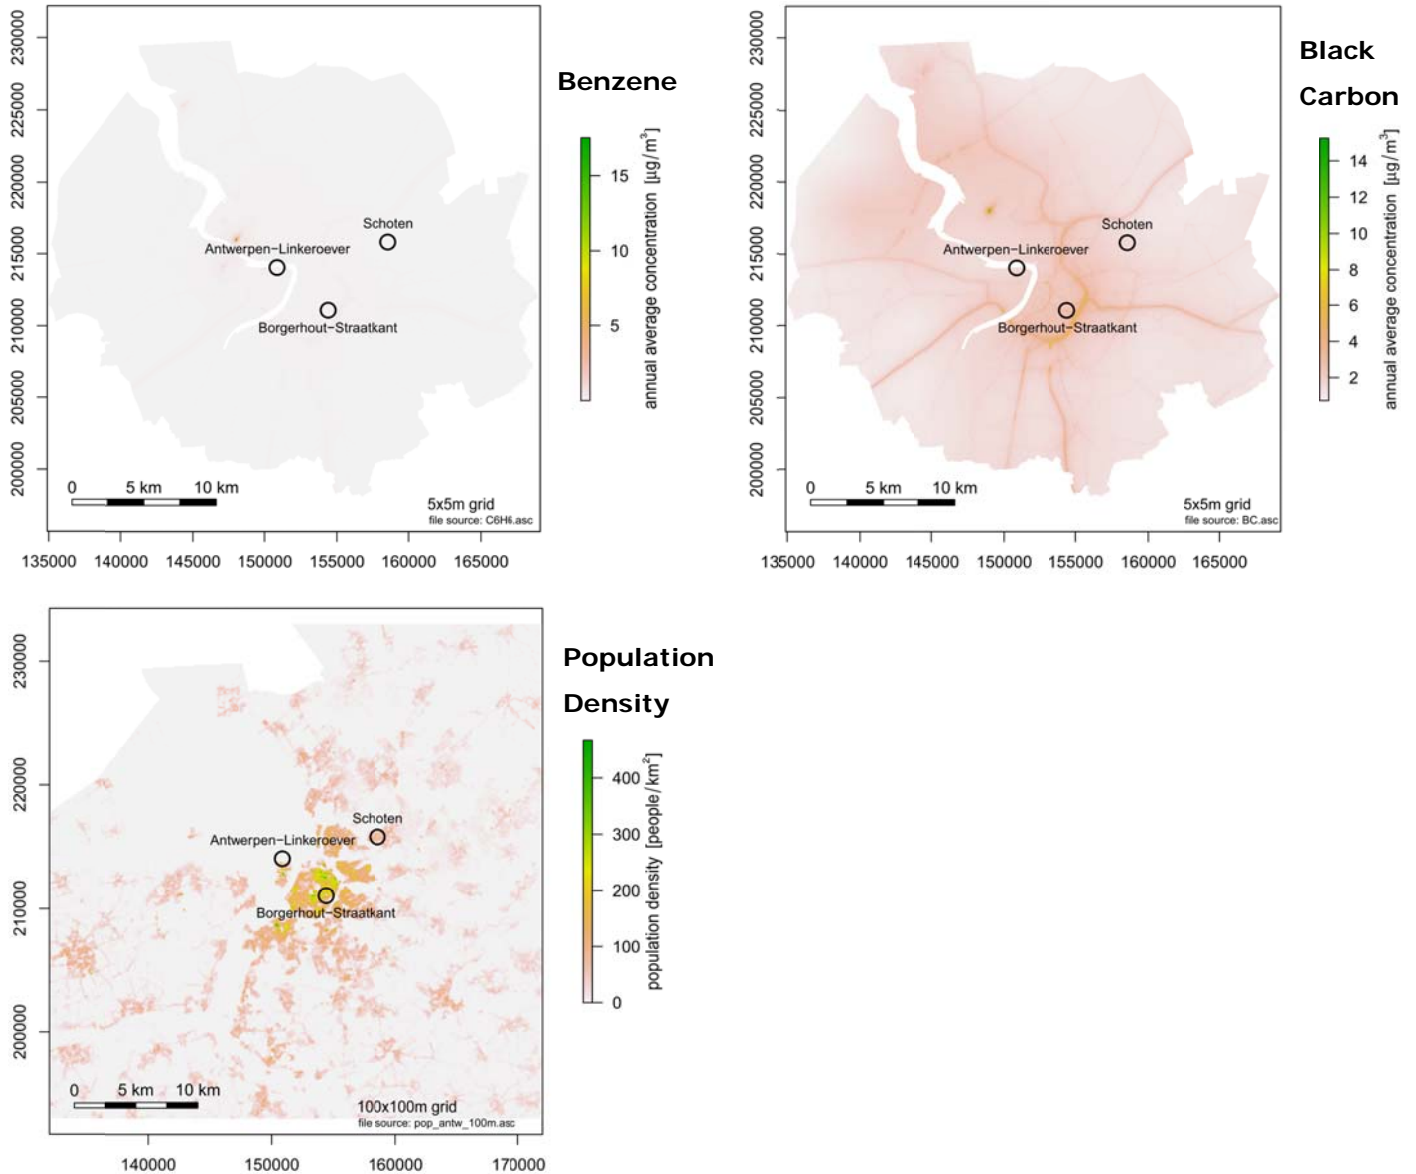 Benzene
230000
225000
220000
215000
210000
205000
200000
Schoten
Antwerpen-Linkeroever
Borgerhout-Straatkant
0 5 km 10 km
5x5m grid
file source: C6H6.asc
135000 140000 145000 150000 155000 160000 165000
15
10
5
annual average concentration [µg/m³]
Black
Carbon
230000
225000
220000
215000
210000
205000
200000
Schoten
Antwerpen-Linkeroever
Borgerhout-Straatkant
0 5 km 10 km
5x5m grid
file source: BC.asc
135000 140000 145000 150000 155000 160000 165000
14
12
10
8
6
4
2
annual average concentration [µg/m³]
Population
Density
230000
220000
210000
200000
Schoten
Antwerpen-Linkeroever
Borgerhout-Straatkant
0 5 km 10 km
100x100m grid
file source: pop_antw_100m.asc
140000 150000 160000 170000
400
300
200
100
0
population density [people/km²]